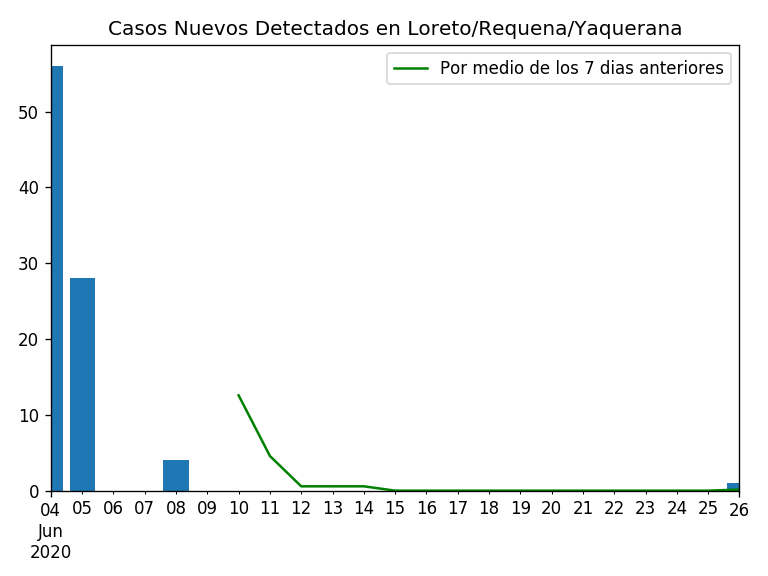 Casos Nuevos Detectados en Loreto/Requena/Yaquerana
Por medio de los 7 dias anteriores
50
40
30
20
10
0
04 05 06 07 08 09 10 11 12 13 14 15 16 17 18 19 20 21 22 23 24 25 26
Jun
2020